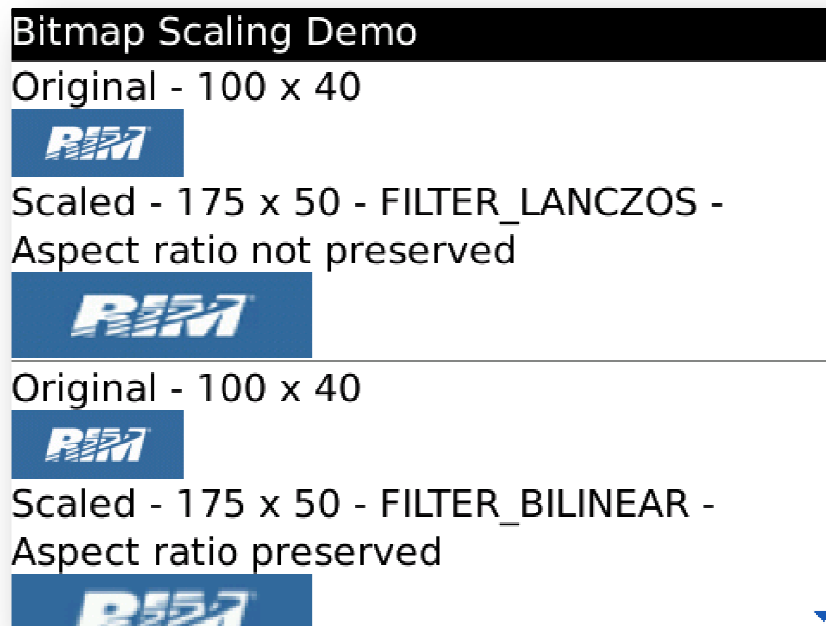 Bitmap Scaling Demo
Original - 100 x 40
RIM
Scaled - 175 x 50 - FILTER_LANCZOS -
Aspect ratio not preserved
RIM
Original - 100 x 40
RIM
Scaled - 175 x 50 - FILTER_BILINEAR -
Aspect ratio preserved
RIM